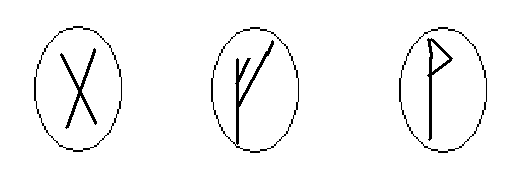 ᚷ ᚠ ᚹ